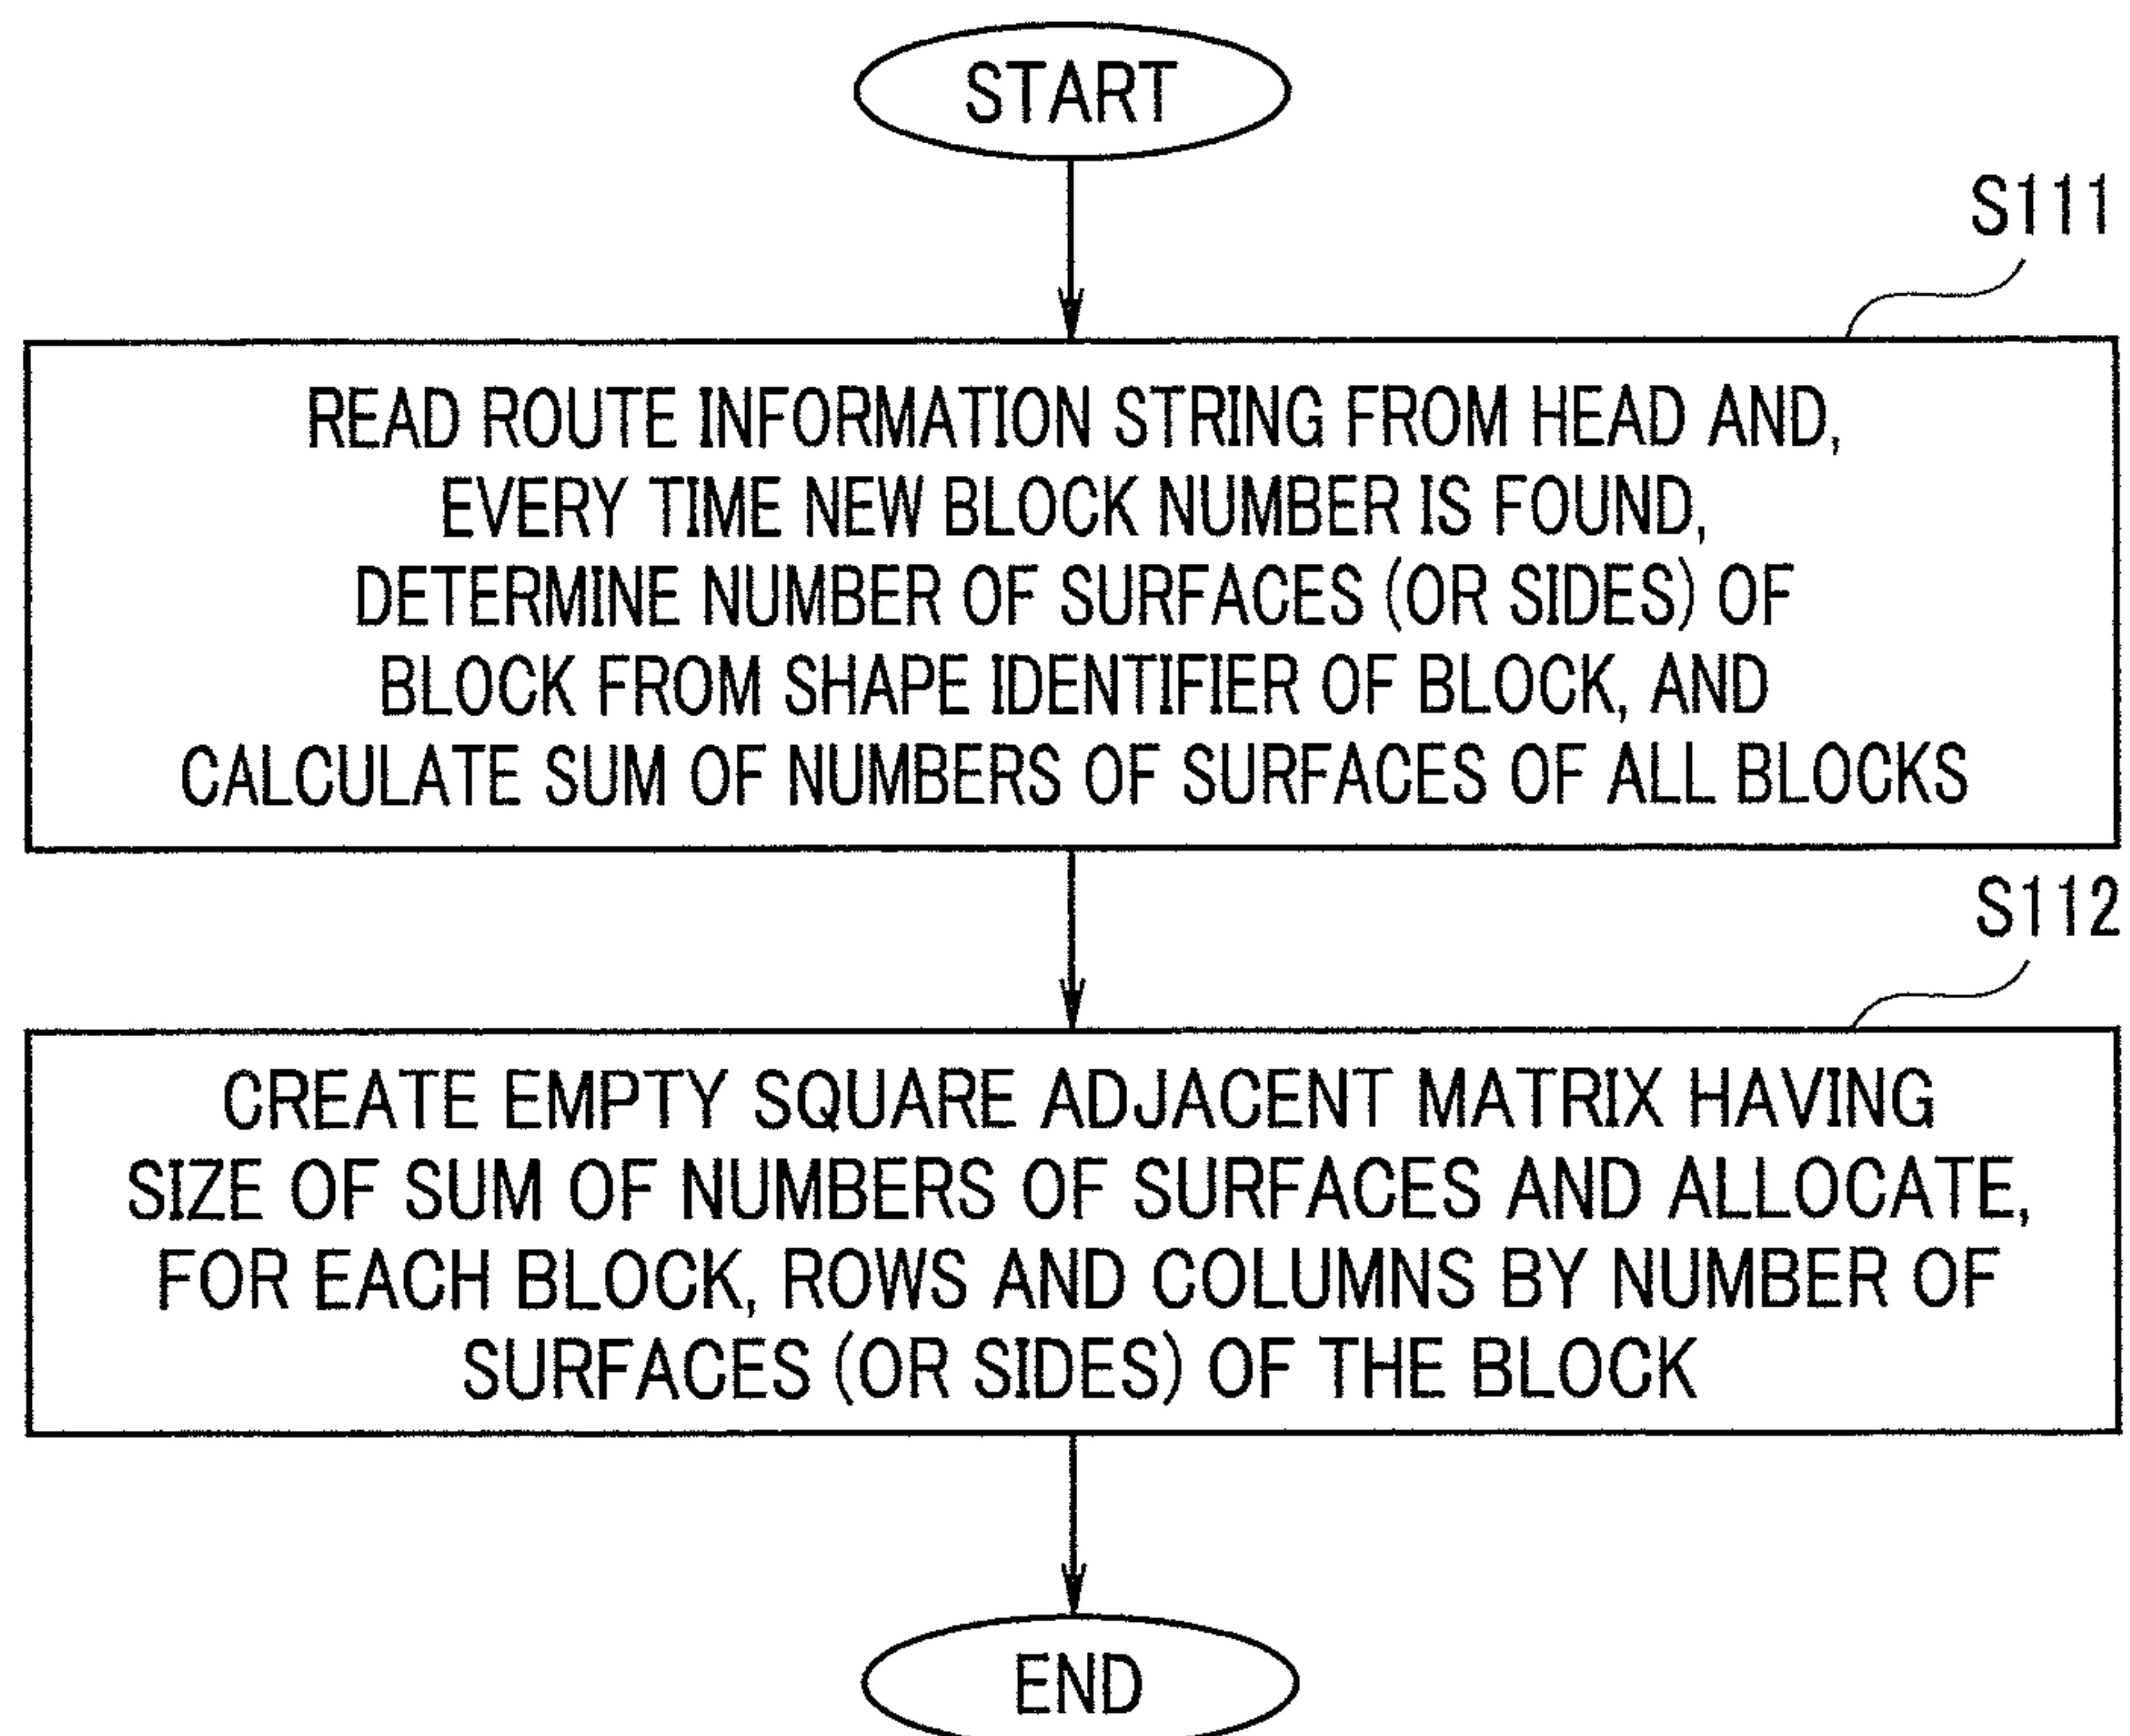 START
S111
READ ROUTE INFORMATION STRING FROM HEAD AND,
EVERY TIME NEW BLOCK NUMBER IS FOUND,
DETERMINE NUMBER OF SURFACES (OR SIDES) OF
BLOCK FROM SHAPE IDENTIFIER OF BLOCK, AND
CALCULATE SUM OF NUMBERS OF SURFACES OF ALL BLOCKS
S112
CREATE EMPTY SQUARE ADJACENT MATRIX HAVING
SIZE OF SUM OF NUMBERS OF SURFACES AND ALLOCATE,
FOR EACH BLOCK, ROWS AND COLUMNS BY NUMBER OF
SURFACES (OR SIDES) OF THE BLOCK
END